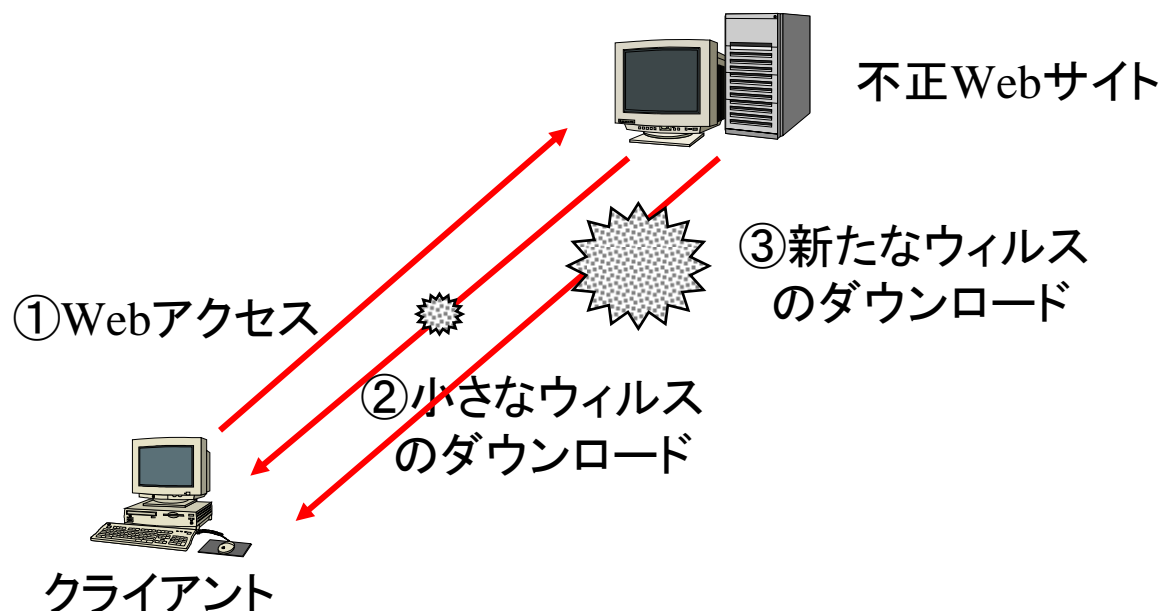 不正Webサイト
③新たなウィルス
のダウンロード
①Webアクセス
②小さなウィルス
のダウンロード
クライアント